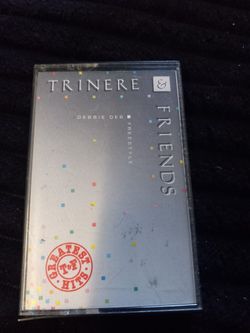 TRINERE & FRIENDS
DEBBIE DEB ■ FREESTYLE
GREATEST
T&F
HITS